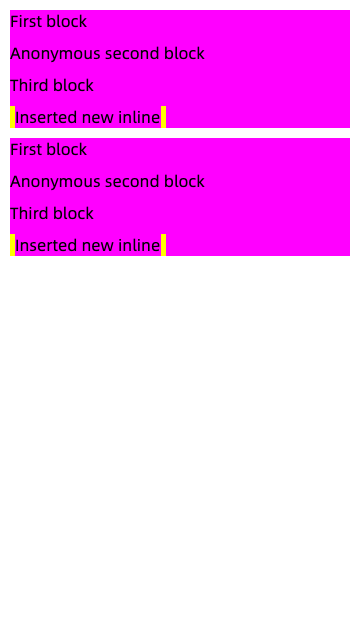 First block
Anonymous second block
Third block
Inserted new inline
First block
Anonymous second block
Third block
Inserted new inline